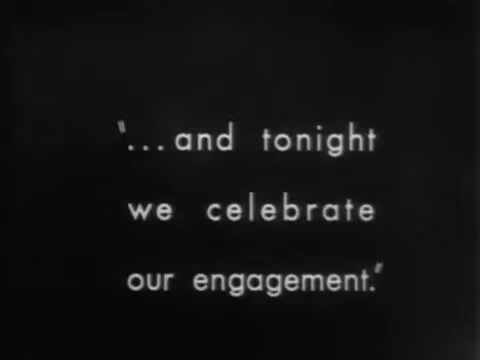 "...and tonight
we celebrate
our engagement."